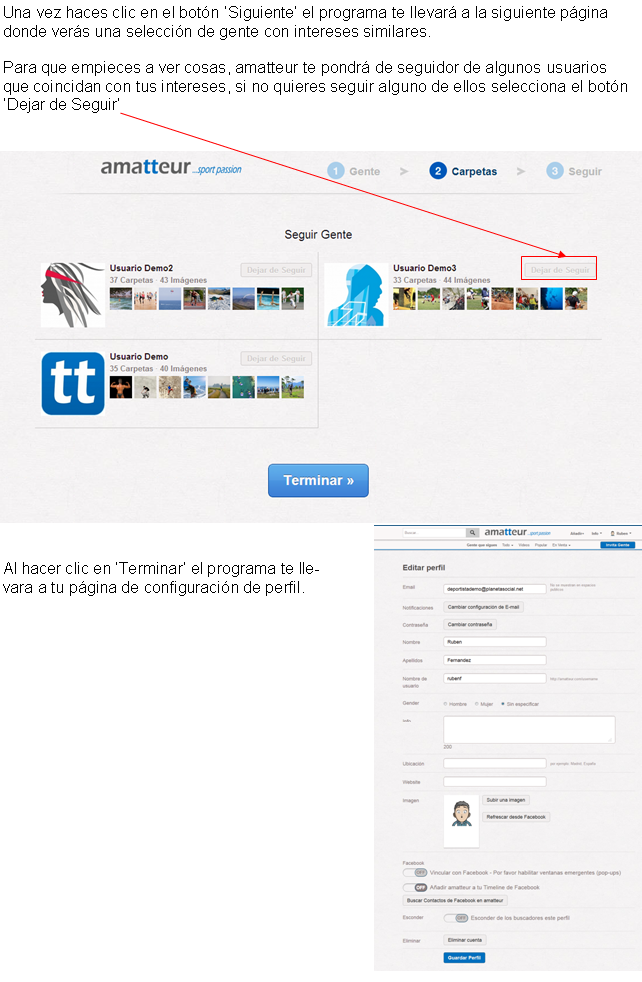 Una vez haces clic en el botón 'Siguiente' el programa te llevará a la siguiente página
donde verás una selección de gente con intereses similares.
Para que empieces a ver cosas, amatteur te pondrá de seguidor de algunos usuarios
que coincidan con tus intereses, si no quieres seguir alguno de ellos selecciona el botón
'Dejar de Seguir'
amatteur ...sport passion
1 Gente > 2 Carpetas > 3 Seguir
Seguir Gente
Usuario Demo2
Dejar de Seguir
37 Carpetas · 43 Imágenes
Usuario Demo3
Dejar de Seguir
33 Carpetas · 44 Imágenes
tt
Usuario Demo
Dejar de Seguir
35 Carpetas · 40 Imágenes
Terminar »
Al hacer clic en 'Terminar' el programa te lle-
vara a tu página de configuración de perfil.
Buscar
amatteur ...sport passion
Añadir+ Info Ruben
Gente que sigues Todo Videos Popular En Venta Invita Gente
Editar perfil
Email deportistademo@planetasocial.net
No se mostrará en espacios
públicos
Notificaciones Cambiar configuración de E-mail
Contraseña Cambiar contraseña
Nombre Ruben
Apellidos Fernandez
Nombre de
usuario
rubenf
Gender Hombre Mujer Sin especificar
Info
200
Ubicación por ejemplo: Madrid, España
Website
Imagen
Subir una imagen
Refrescar desde Facebook
Facebook
OFF Vincular con Facebook - Por favor habilitar ventanas emergentes (pop-ups)
OFF Añadir amatteur a tu Timeline de Facebook
Buscar Contactos de Facebook en amatteur
Esconder OFF Esconder de los buscadores este perfil
Eliminar Eliminar cuenta
Guardar Perfil